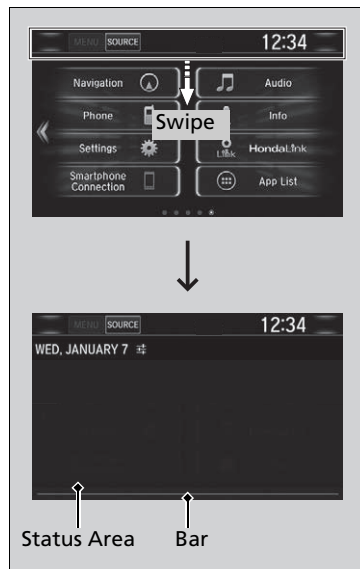 MENU SOURCE 12:34
Navigation Audio
Phone Info
Swipe
Settings Link HondaLink
Smartphone
Connection App List
MENU SOURCE 12:34
WED, JANUARY 7
Status Area Bar